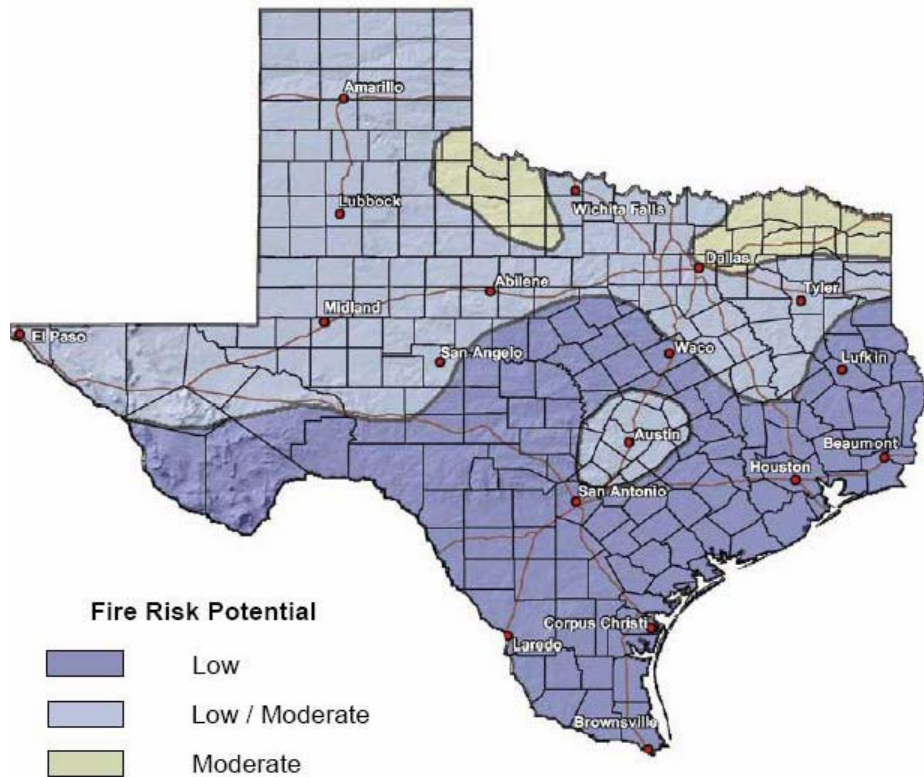 Amarillo
Lubbock
Wichita Falls
Dallas
Abilene
Tyler
Midland
El Paso
San Angelo
Waco
Lufkin
Austin
Beaumont
Houston
San Antonio
Corpus Christi
Laredo
Brownsville
Fire Risk Potential
Low
Low / Moderate
Moderate